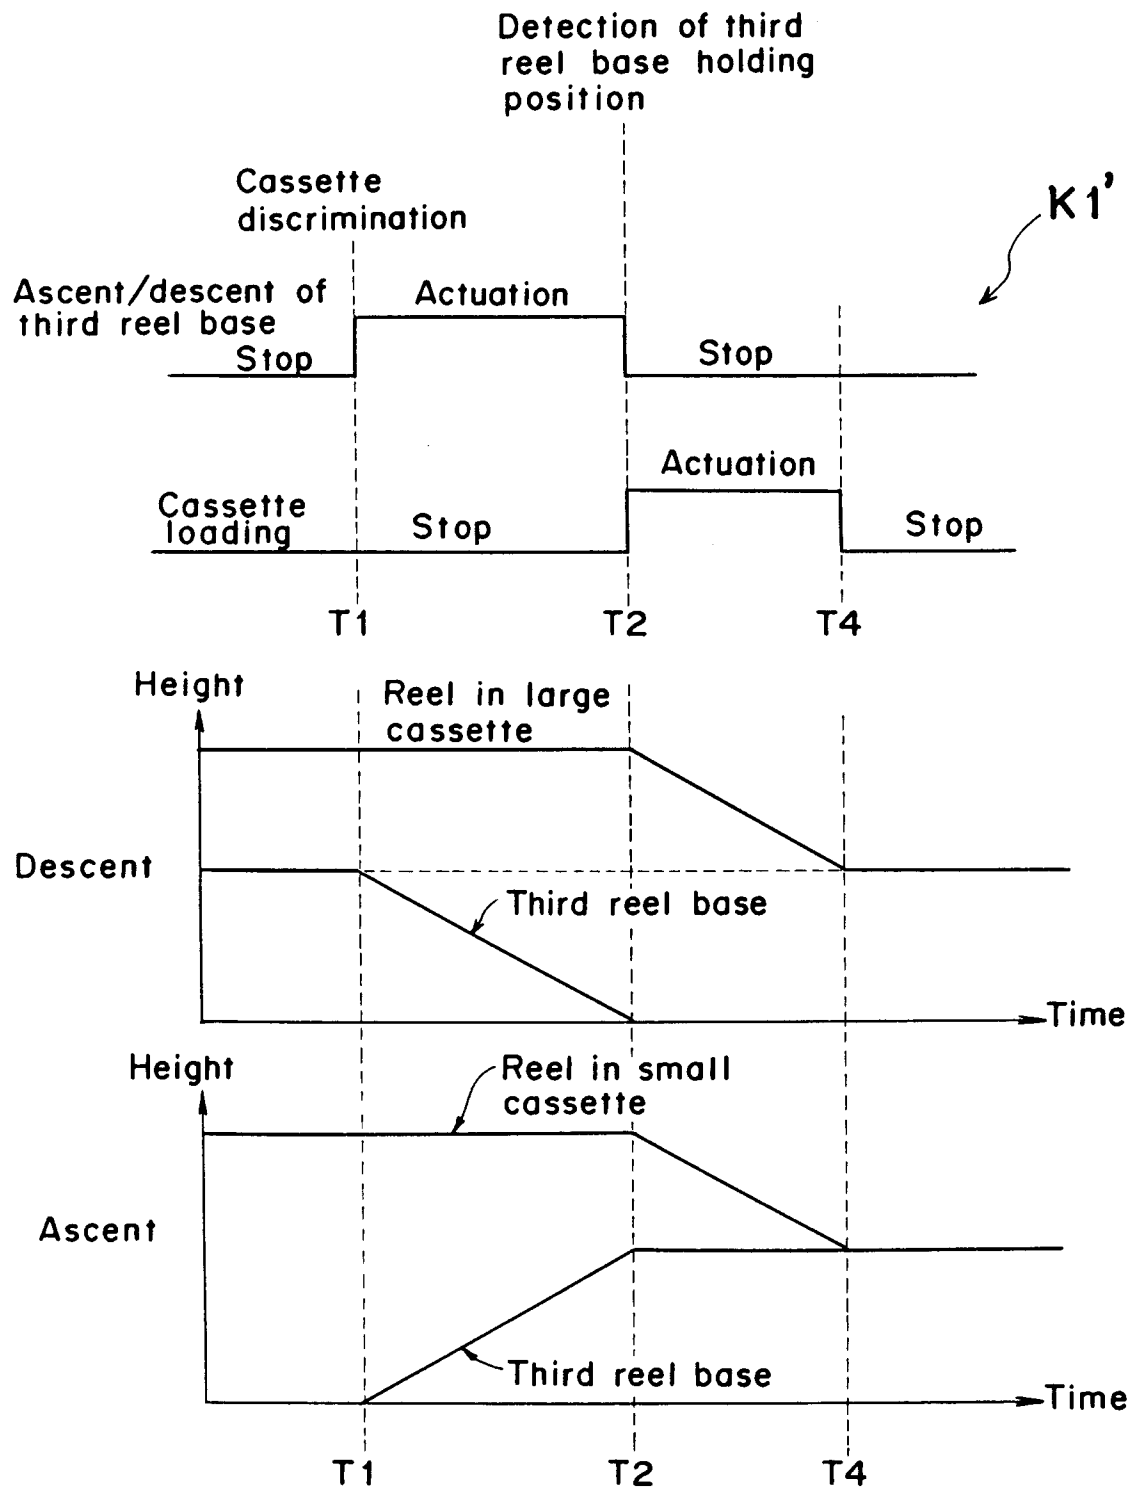 Detection of third
reel base holding
position
Cassette
discrimination
K1'
Ascent/descent of
third reel base
Actuation
Stop
Stop
Actuation
Cassette
loading
Stop
Stop
T1
T2
T4
Height
Reel in large
cassette
Descent
Third reel base
Time
Height
Reel in small
cassette
Ascent
Third reel base
Time
T1
T2
T4